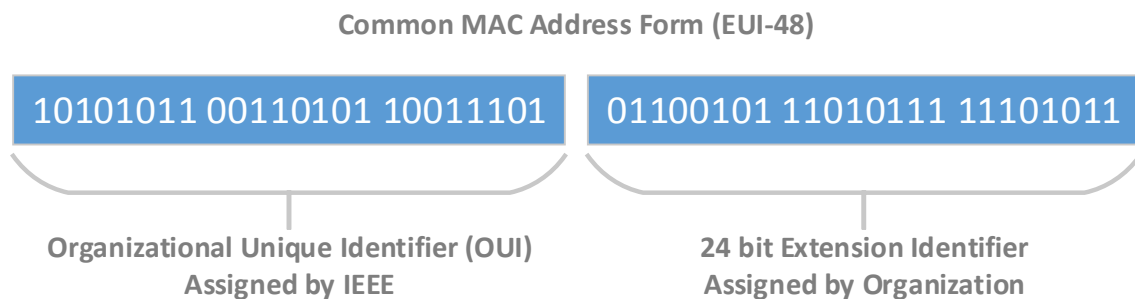 Common MAC Address Form (EUI-48)
10101011 00110101 10011101
01100101 11010111 11101011
Organizational Unique Identifier (OUI)
Assigned by IEEE
24 bit Extension Identifier
Assigned by Organization